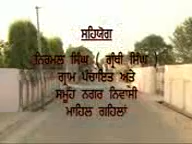 ਸਹਿਯੋਗ
ਨਿਰਮਲ ਸਿੰਘ ( ਗ੍ਰੰਥੀ ਸਿੰਘ )
ਗ੍ਰਾਮ ਪੰਚਾਇਤ ਅਤੇ
ਸਮੂੰਹ ਨਗਰ ਨਿਵਾਸੀ
ਮਾਹਿਲ ਗਹਿਲਾਂ